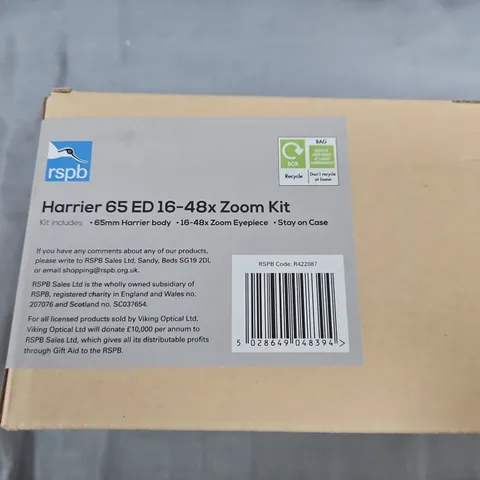 rspb
BOX
Recycle
BAG
Don't recycle
at home
Harrier 65 ED 16-48x Zoom Kit
Kit includes • 65mm Harrier body • 16-48x Zoom Eyepiece • Stay on Case
If you have any comments about any of our products,
please write to RSPB Sales Ltd, Sandy, Beds SG19 2DL
or email shopping@rspb.org.uk.
RSPB Sales Ltd is the wholly owned subsidiary of
RSPB, registered charity in England and Wales no.
207076 and Scotland no. SC037654.
For all licensed products sold by Viking Optical Ltd,
Viking Optical Ltd will donate £10,000 per annum to
RSPB Sales Ltd, which gives all its distributable profits
through Gift Aid to the RSPB.
RSPB Code: R422087
5 028649 048394 >